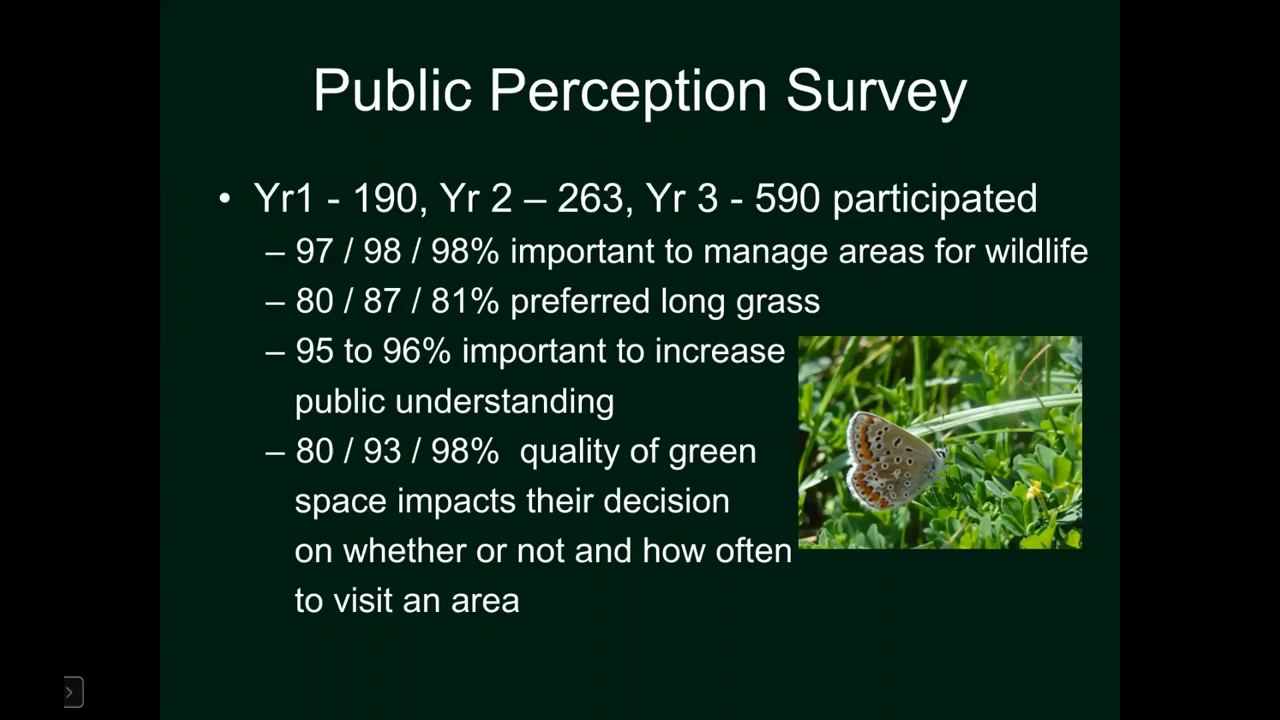 Public Perception Survey
• Yr1 - 190, Yr 2 – 263, Yr 3 - 590 participated
– 97 / 98 / 98% important to manage areas for wildlife
– 80 / 87 / 81% preferred long grass
– 95 to 96% important to increase
public understanding
– 80 / 93 / 98%  quality of green
space impacts their decision
on whether or not and how often
to visit an area